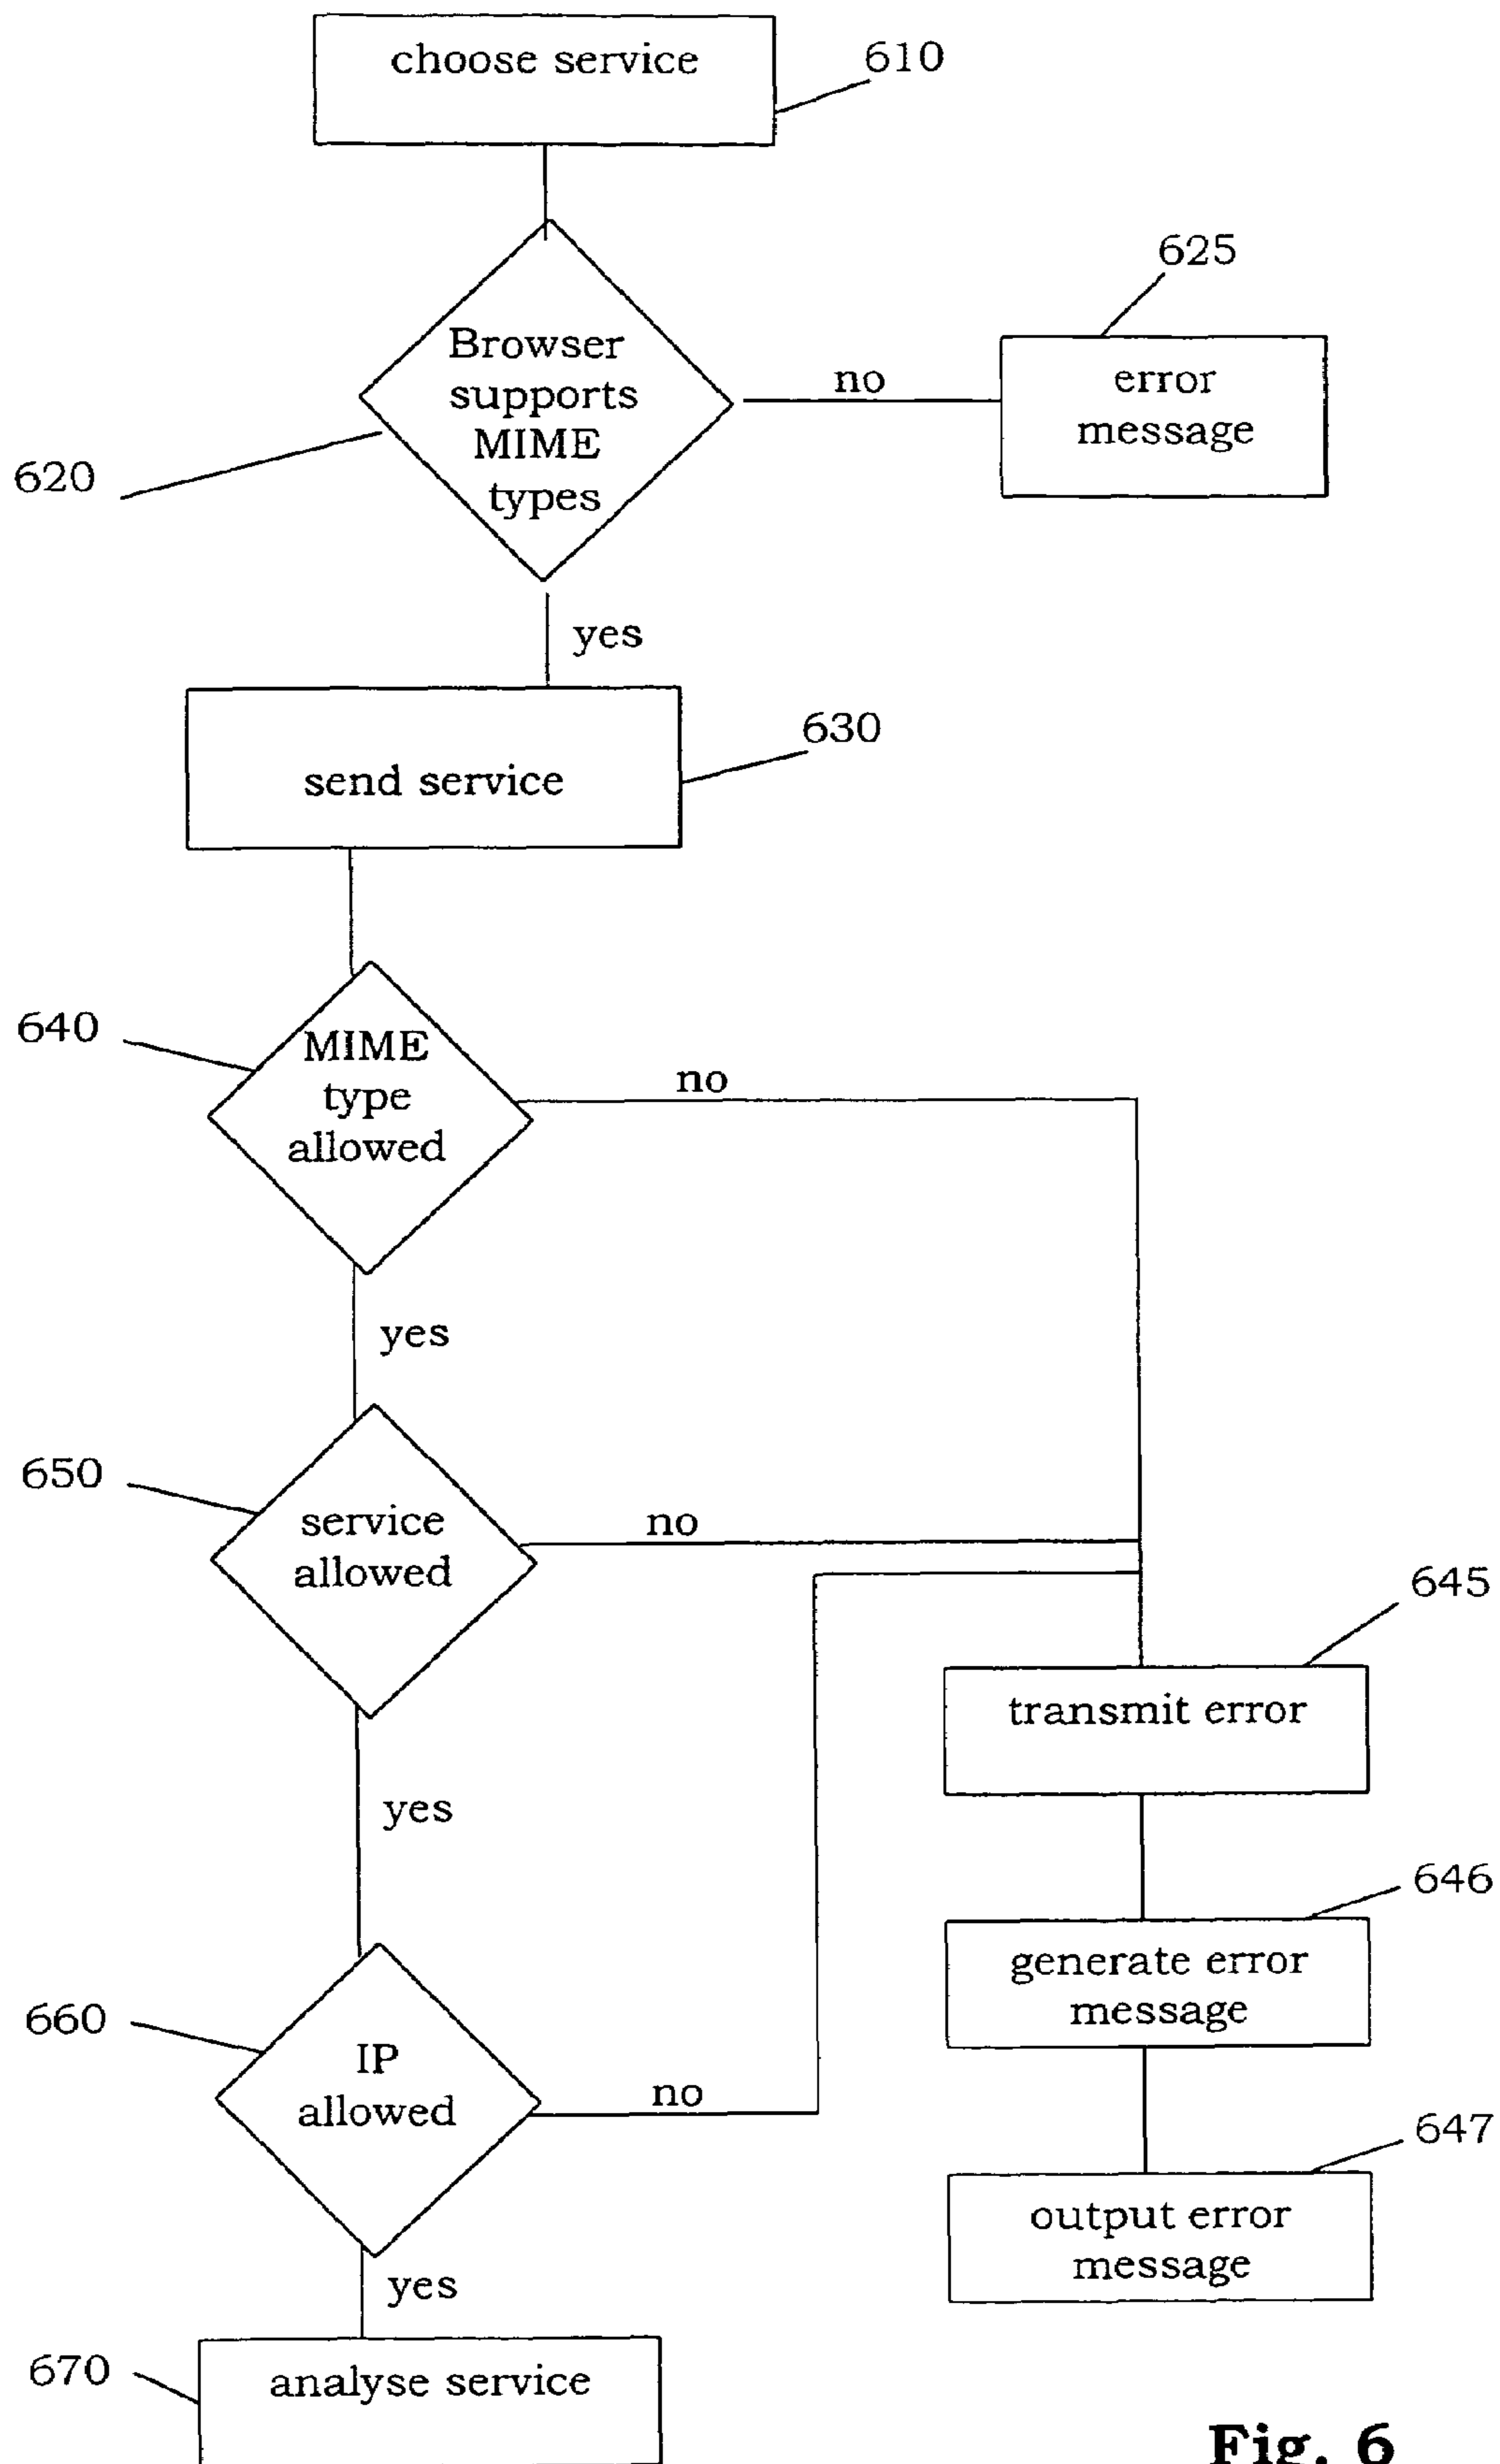 choose service
610
625
Browser
supports
MIME
types
no
error
message
620
yes
630
send service
640
MIME
type
allowed
no
yes
650
service
allowed
no
645
transmit error
yes
646
generate error
message
660
IP
allowed
no
647
output error
message
yes
670
analyse service
Fig. 6